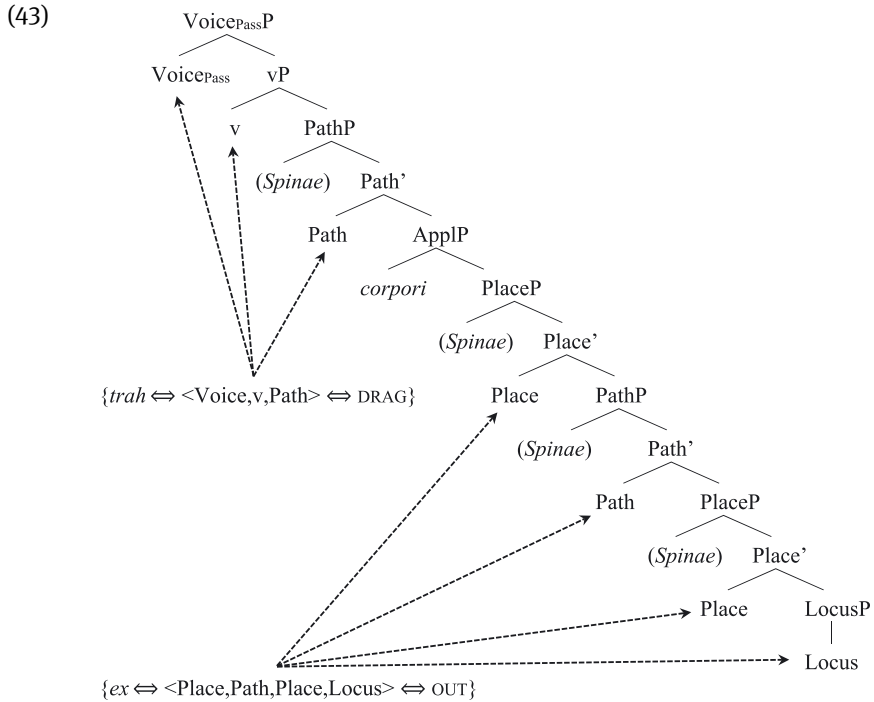 (43)
VoicePassP
VoicePass vP
v PathP
(Spinae) Path’
Path ApplP
corpori PlaceP
(Spinae) Place’
{trah ⇔ <Voice,v,Path> ⇔ DRAG} Place PathP
(Spinae) Path’
Path PlaceP
(Spinae) Place’
Place LocusP
Locus
{ex ⇔ <Place,Path,Place,Locus> ⇔ OUT}